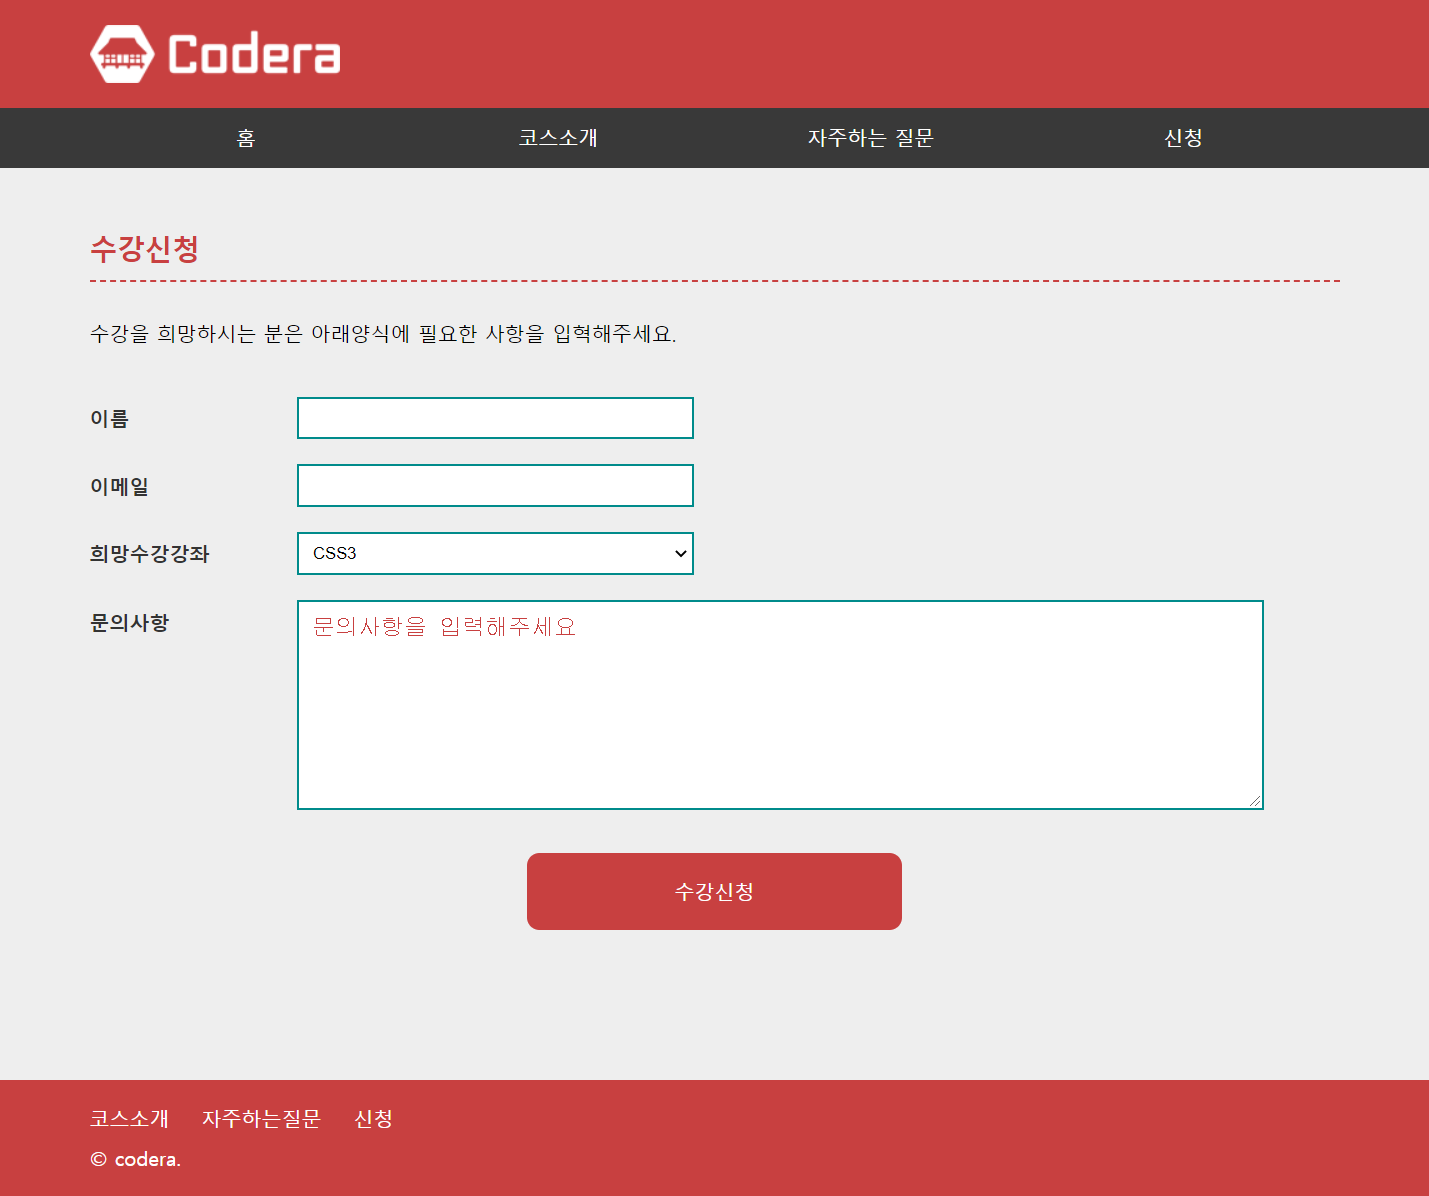 Codera
홈 코스소개 자주하는 질문 신청
수강신청
수강을 희망하시는 분은 아래양식에 필요한 사항을 입혁해주세요.
이름
이메일
희망수강강좌 CSS3
문의사항 문의사항을 입력해주세요
수강신청
코스소개 자주하는질문 신청
© codera.